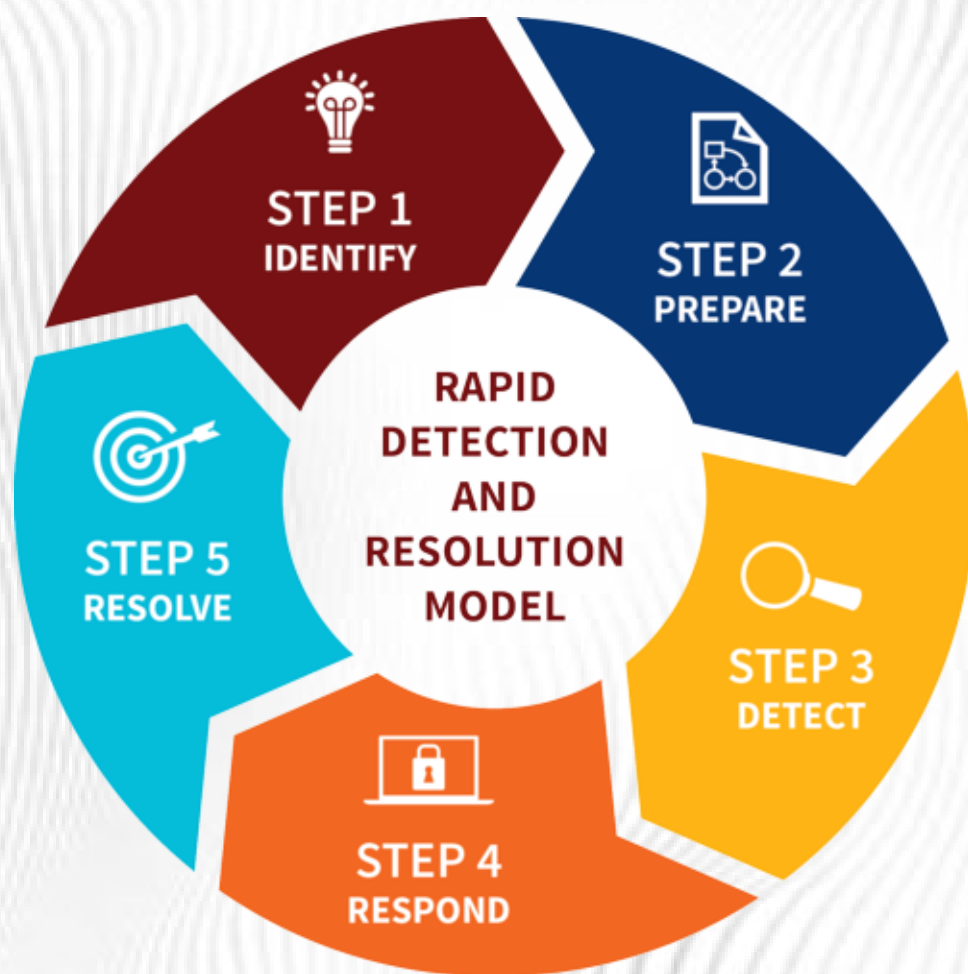 STEP 1
IDENTIFY
STEP 2
PREPARE
RAPID
DETECTION
AND
RESOLUTION
MODEL
STEP 3
DETECT
STEP 4
RESPOND
STEP 5
RESOLVE